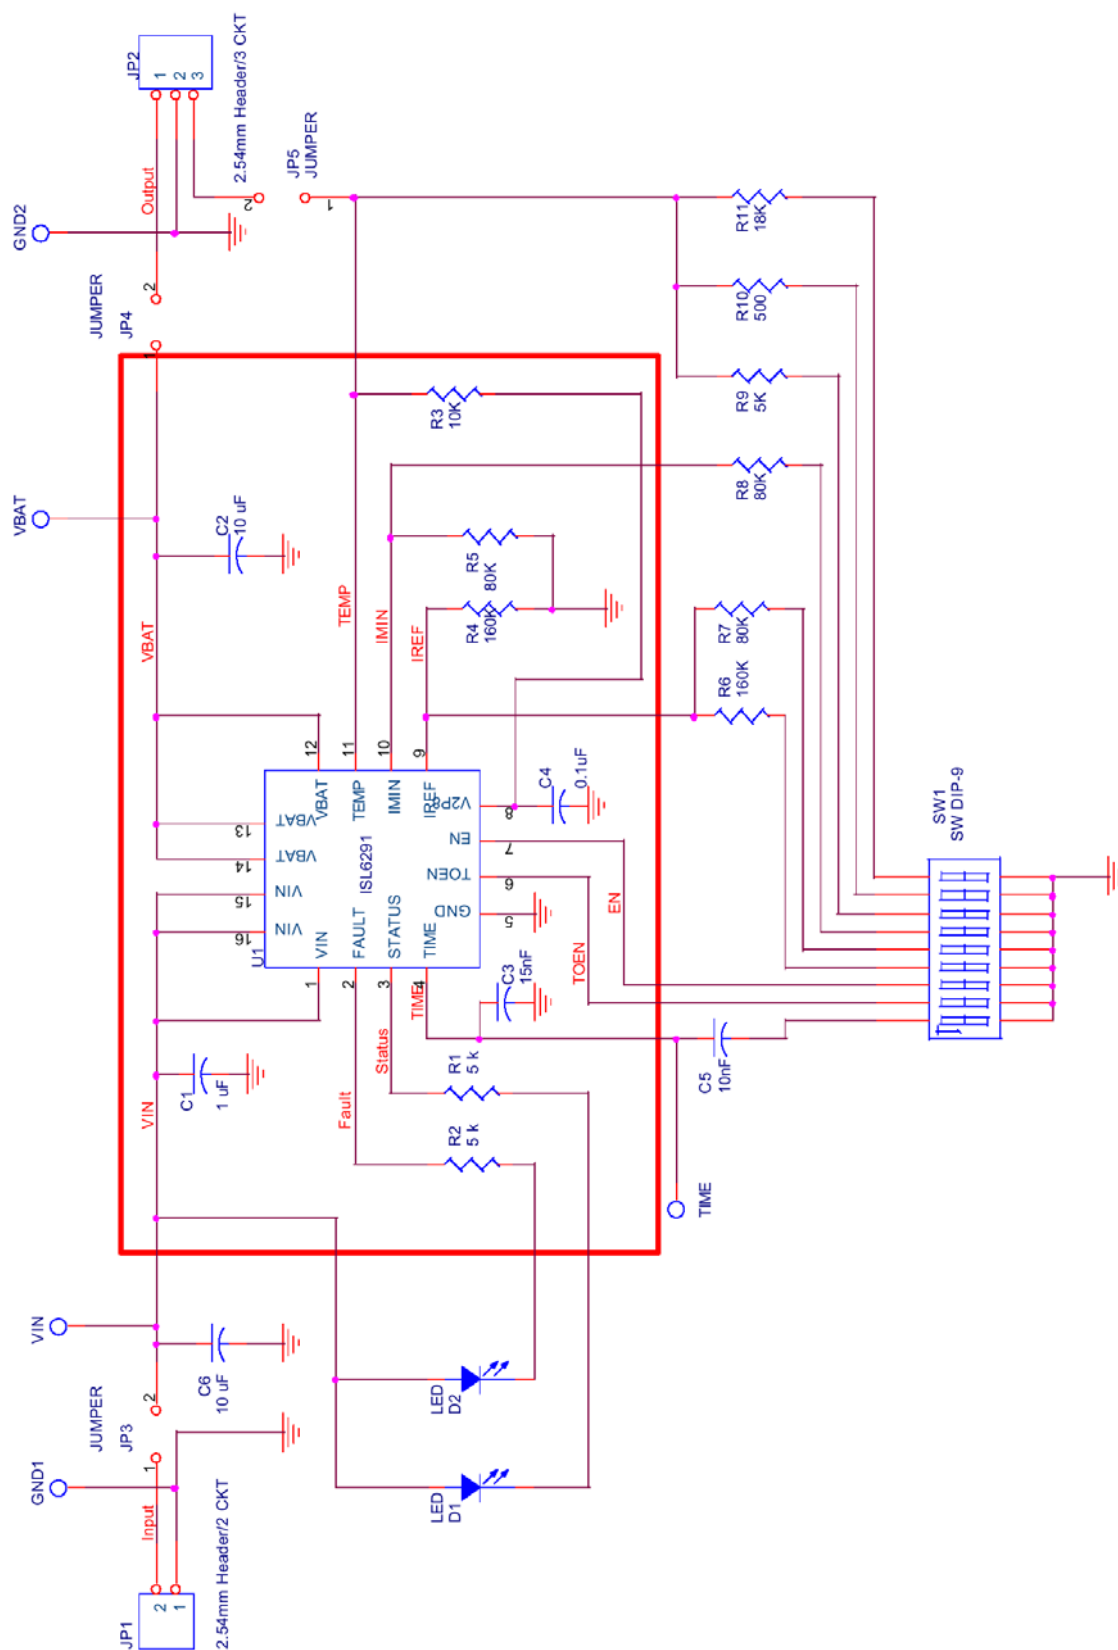 JP1
2
1
2.54mm Header/2 CKT
Input
GND1
JUMPER
JP3
1
2
VIN
C6
10 uF
LED
D1
LED
D2
VIN
C1
1 uF
Fault
Status
TIME
R2
5 k
R1
5 k
C3
15nF
TIME
C5
10nF
U1
ISL6291
1
VIN
2
FAULT
3
STATUS
4
TIME
5
GND
6
TOEN
7
EN
8
V2P8
9
IREF
10
IMIN
11
TEMP
12
VBAT
13
VBAT
14
VBAT
15
VIN
16
VIN
TOEN
EN
C4
0.1uF
VBAT
VBAT
C2
10 uF
TEMP
IMIN
IREF
R4
160K
R5
80K
R3
10K
R6
160K
R7
80K
R8
80K
R9
5K
R10
500
R11
18K
SW1
SW DIP-9
JUMPER
JP4
1
2
Output
GND2
JP2
1
2
3
2.54mm Header/3 CKT
JP5
JUMPER
2
1